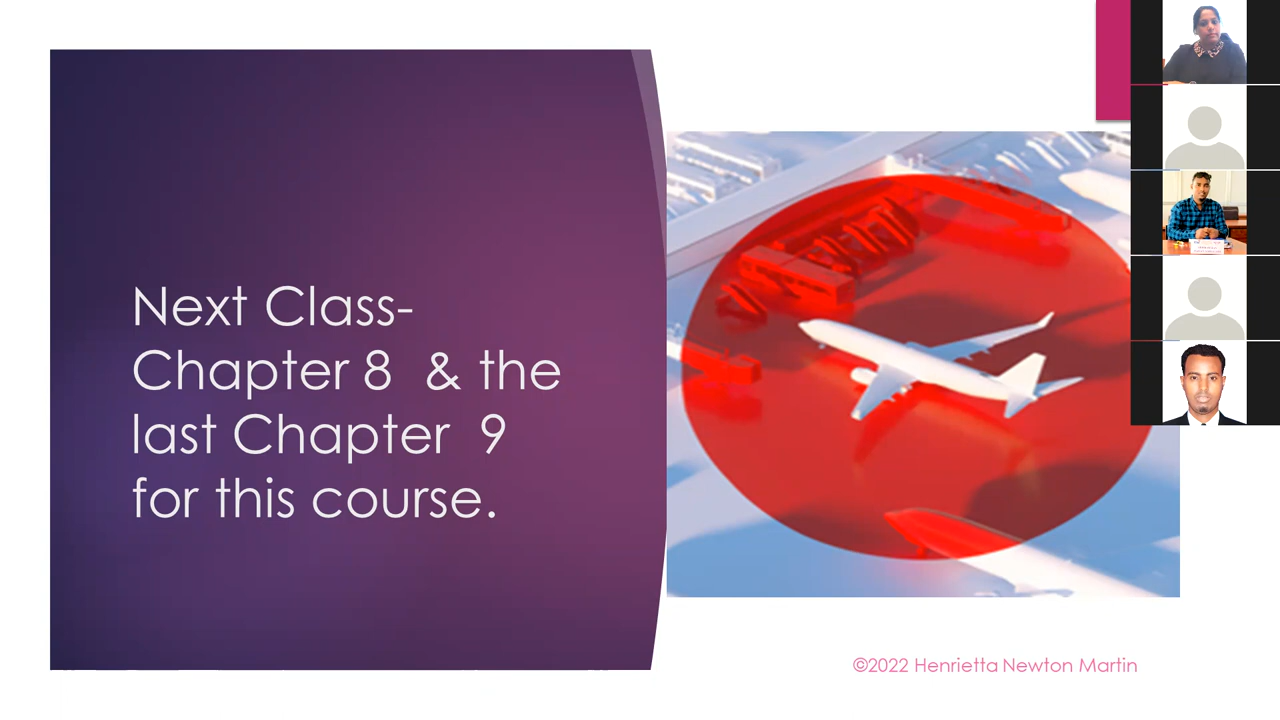 Next Class-
Chapter 8 & the
last Chapter 9
for this course.
©2022 Henrietta Newton Martin